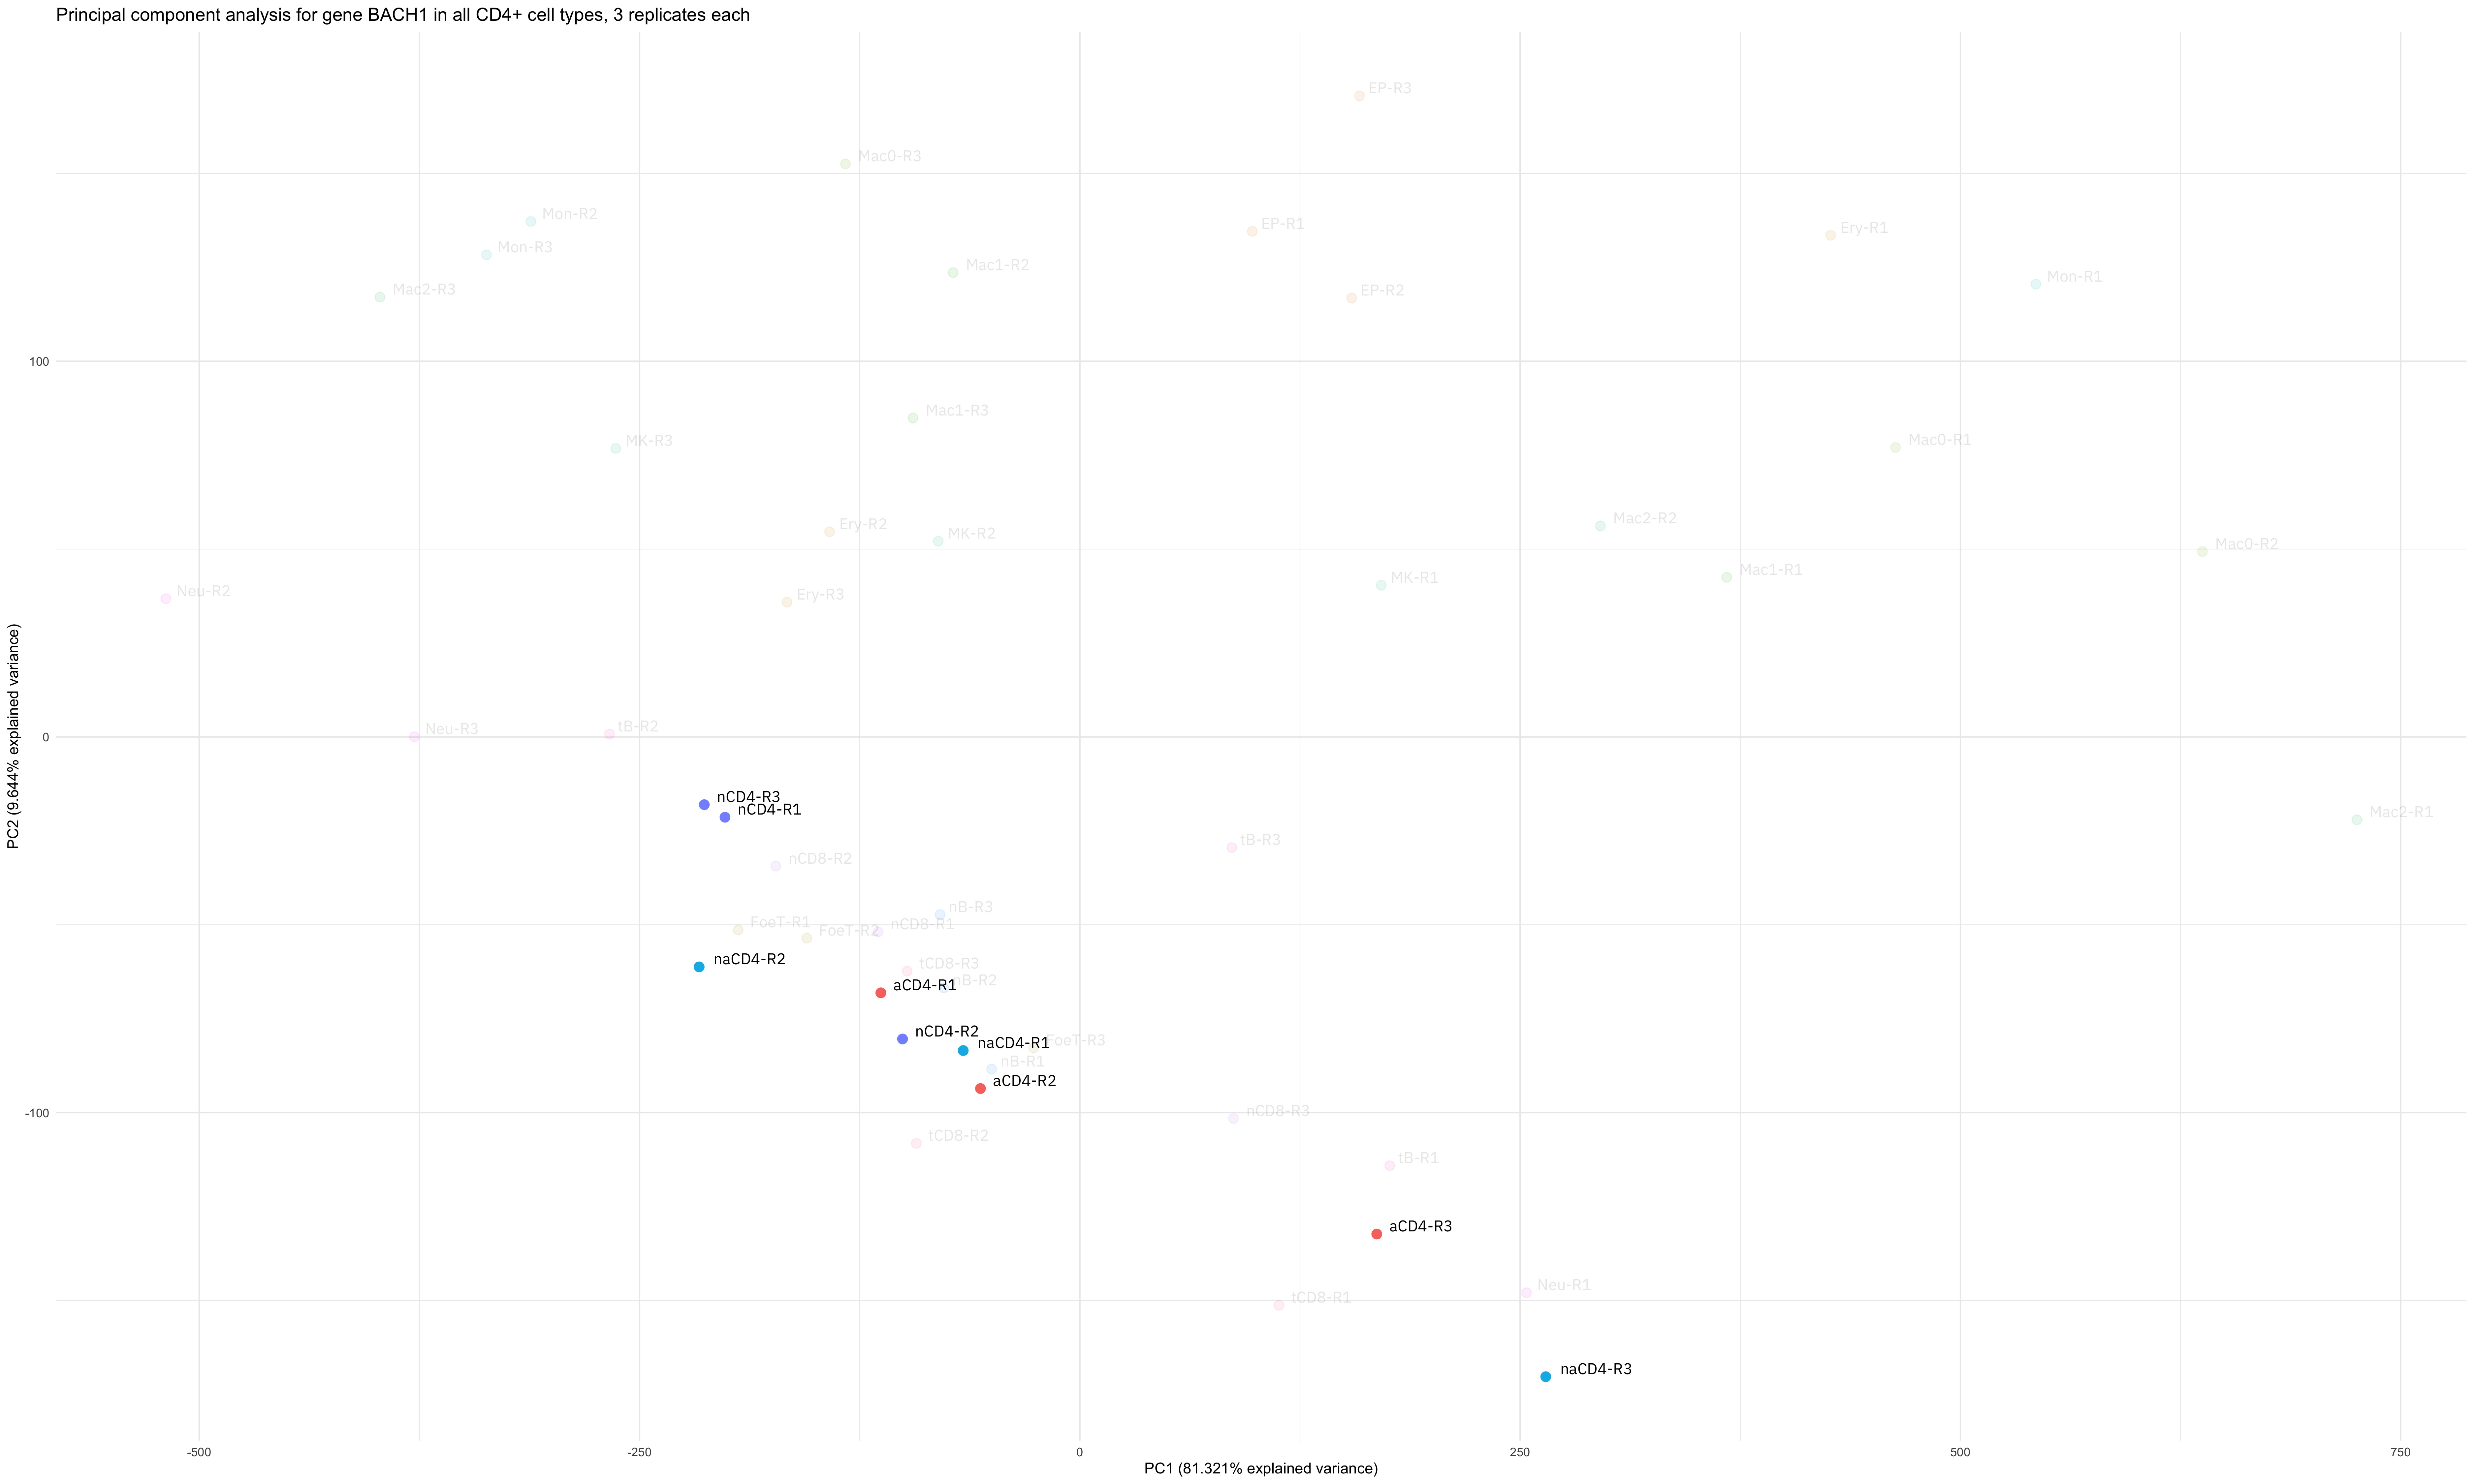 Principal component analysis for gene BACH1 in all CD4+ cell types, 3 replicates each
EP-R3
Mac0-R3
Mon-R2
EP-R1
Ery-R1
Mon-R3
Mac1-R2
Mon-R1
Mac2-R3
EP-R2
100
Mac1-R3
MK-R3
Mac0-R1
Ery-R2
MK-R2
Mac2-R2
Mac0-R2
Mac1-R1
MK-R1
Neu-R2
Ery-R3
PC2 (9.644% explained variance)
0
Neu-R3
tB-R2
nCD4-R3
nCD4-R1
Mac2-R1
tB-R3
nCD8-R2
nB-R3
FoeT-R1
nCD8-R1
FoeT-R2
naCD4-R2
tCD8-R3
nB-R2
aCD4-R1
nCD4-R2
naCD4-R1
FoeT-R3
nB-R1
aCD4-R2
-100
nCD8-R3
tCD8-R2
tB-R1
aCD4-R3
Neu-R1
tCD8-R1
naCD4-R3
-500
-250
0
250
500
750
PC1 (81.321% explained variance)